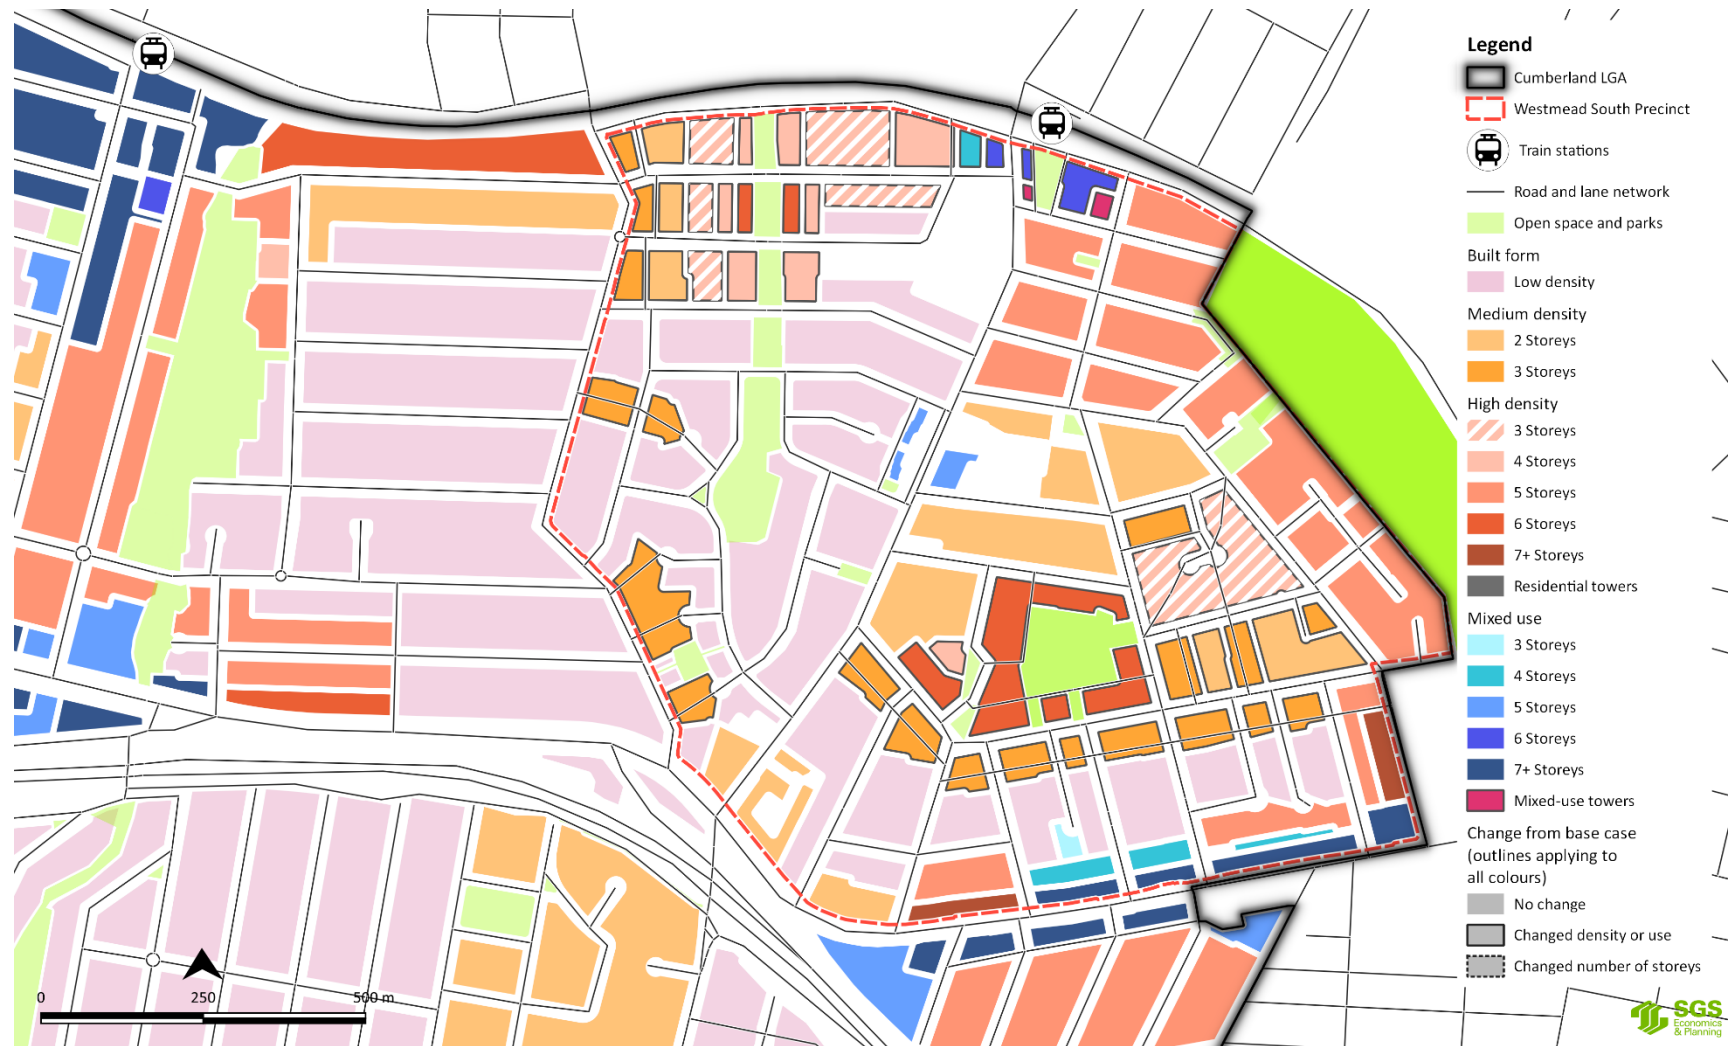 Legend
Cumberland LGA
Westmead South Precinct
Train stations
Road and lane network
Open space and parks
Built form
Low density
Medium density
2 Storeys
3 Storeys
High density
3 Storeys
4 Storeys
5 Storeys
6 Storeys
7+ Storeys
Residential towers
Mixed use
3 Storeys
4 Storeys
5 Storeys
6 Storeys
7+ Storeys
Mixed-use towers
Change from base case
(outlines applying to
all colours)
No change
Changed density or use
Changed number of storeys
0 250 500 m
SGS
Economics
& Planning